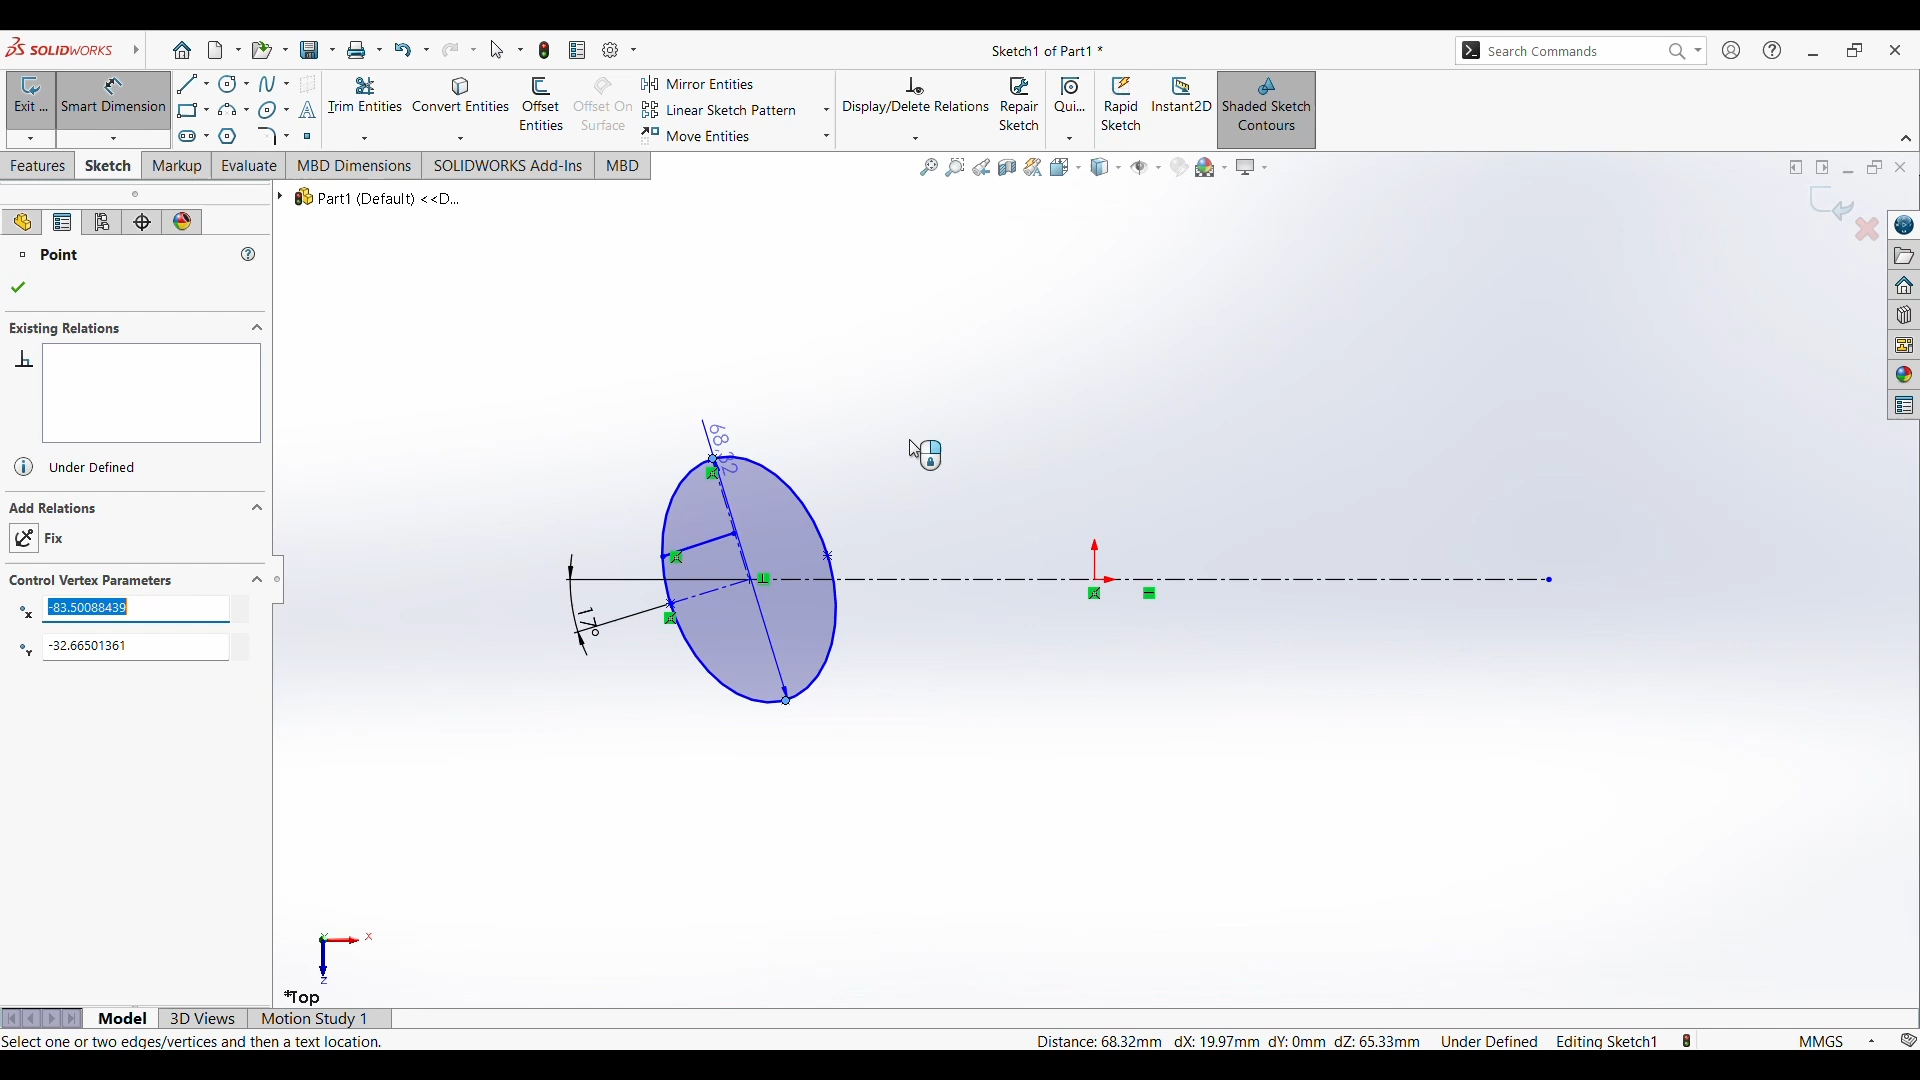 SOLIDWORKS
Sketch1 of Part1 *
Search Commands
Exit ...
Smart Dimension
Trim Entities
Convert Entities
Offset Entities
Offset On Surface
Mirror Entities
Linear Sketch Pattern
Move Entities
Display/Delete Relations
Repair Sketch
Qui...
Rapid Sketch
Instant2D
Shaded Sketch Contours
Features
Sketch
Markup
Evaluate
MBD Dimensions
SOLIDWORKS Add-Ins
MBD
Part1 (Default) <<D...
Point
Existing Relations
Under Defined
Add Relations
Fix
Control Vertex Parameters
-83.50088439
-32.66501361
68.32
17°
X
Y
Z
*Top
Model
3D Views
Motion Study 1
Select one or two edges/vertices and then a text location.
Distance: 68.32mm dX: 19.97mm dY: 0mm dZ: 65.33mm
Under Defined
Editing Sketch1
MMGS